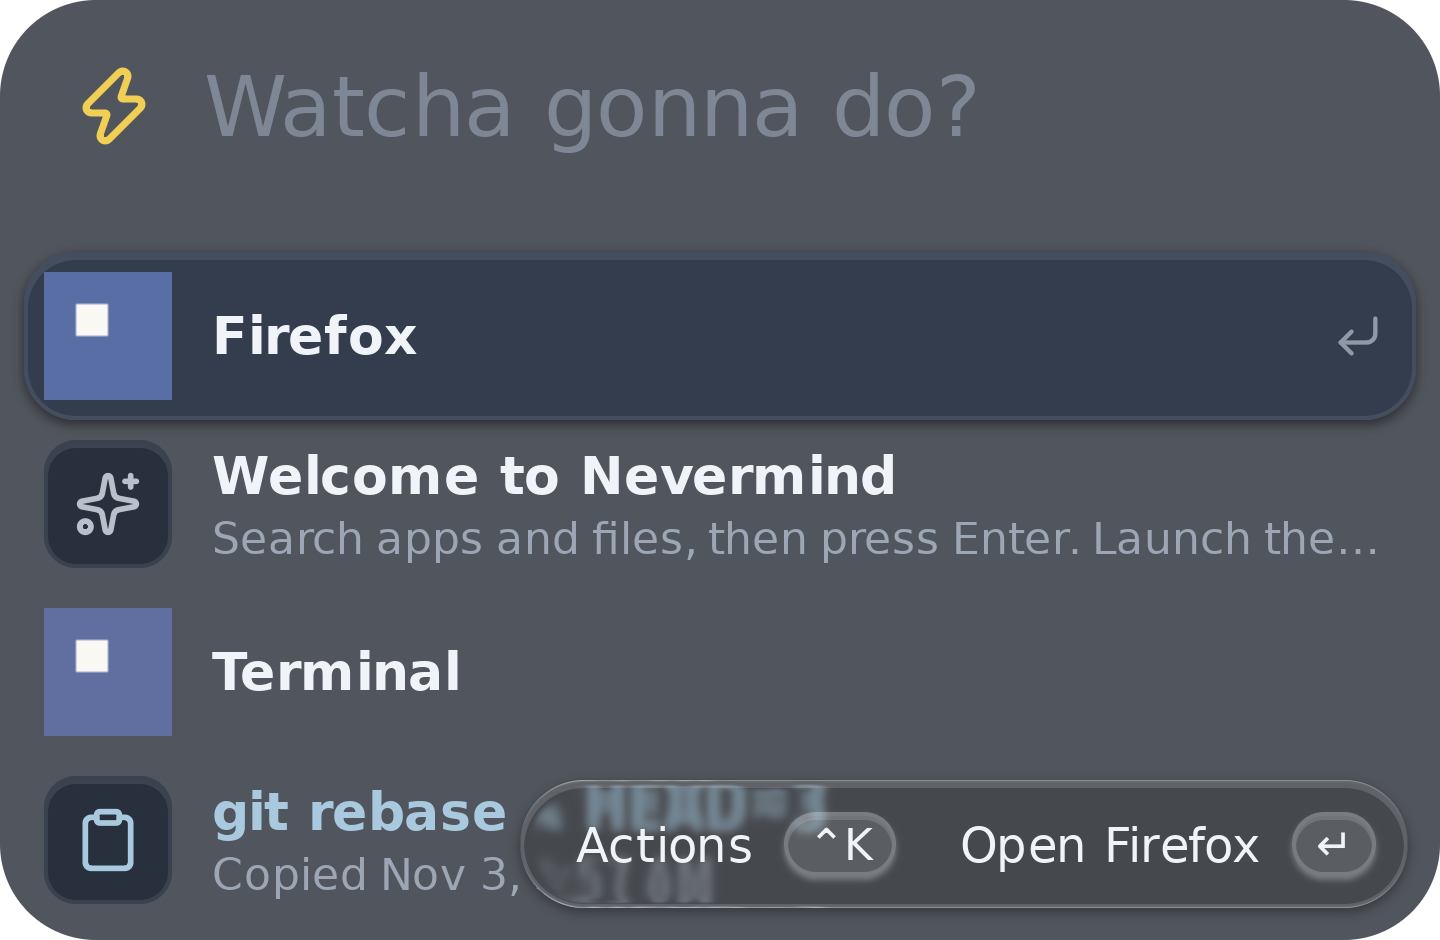 Watcha gonna do?
Firefox
Welcome to Nevermind
Search apps and files, then press Enter. Launch the...
Terminal
git rebase
Copied Nov 3,
Actions ^K Open Firefox